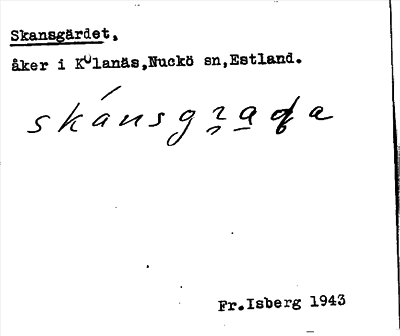 Skansgärdet,
åker i Kᵁlanäs,Nuckö sn,Estland.
Fr.Isberg 1943